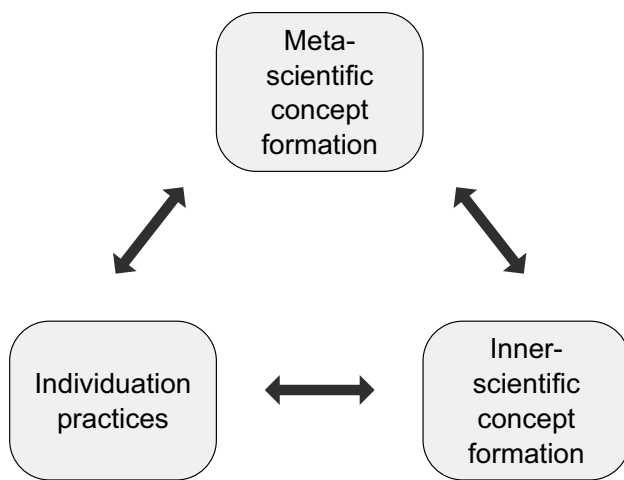 Meta-
scientific
concept
formation
Individuation
practices
Inner-
scientific
concept
formation